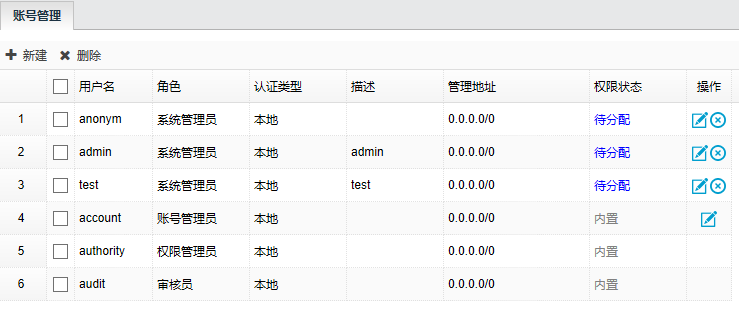 账号管理
新建 删除
用户名 角色 认证类型 描述 管理地址 权限状态 操作
1 anonym 系统管理员 本地 0.0.0.0/0 待分配
2 admin 系统管理员 本地 admin 0.0.0.0/0 待分配
3 test 系统管理员 本地 test 0.0.0.0/0 待分配
4 account 账号管理员 本地 0.0.0.0/0 内置
5 authority 权限管理员 本地 0.0.0.0/0 内置
6 audit 审核员 本地 0.0.0.0/0 内置